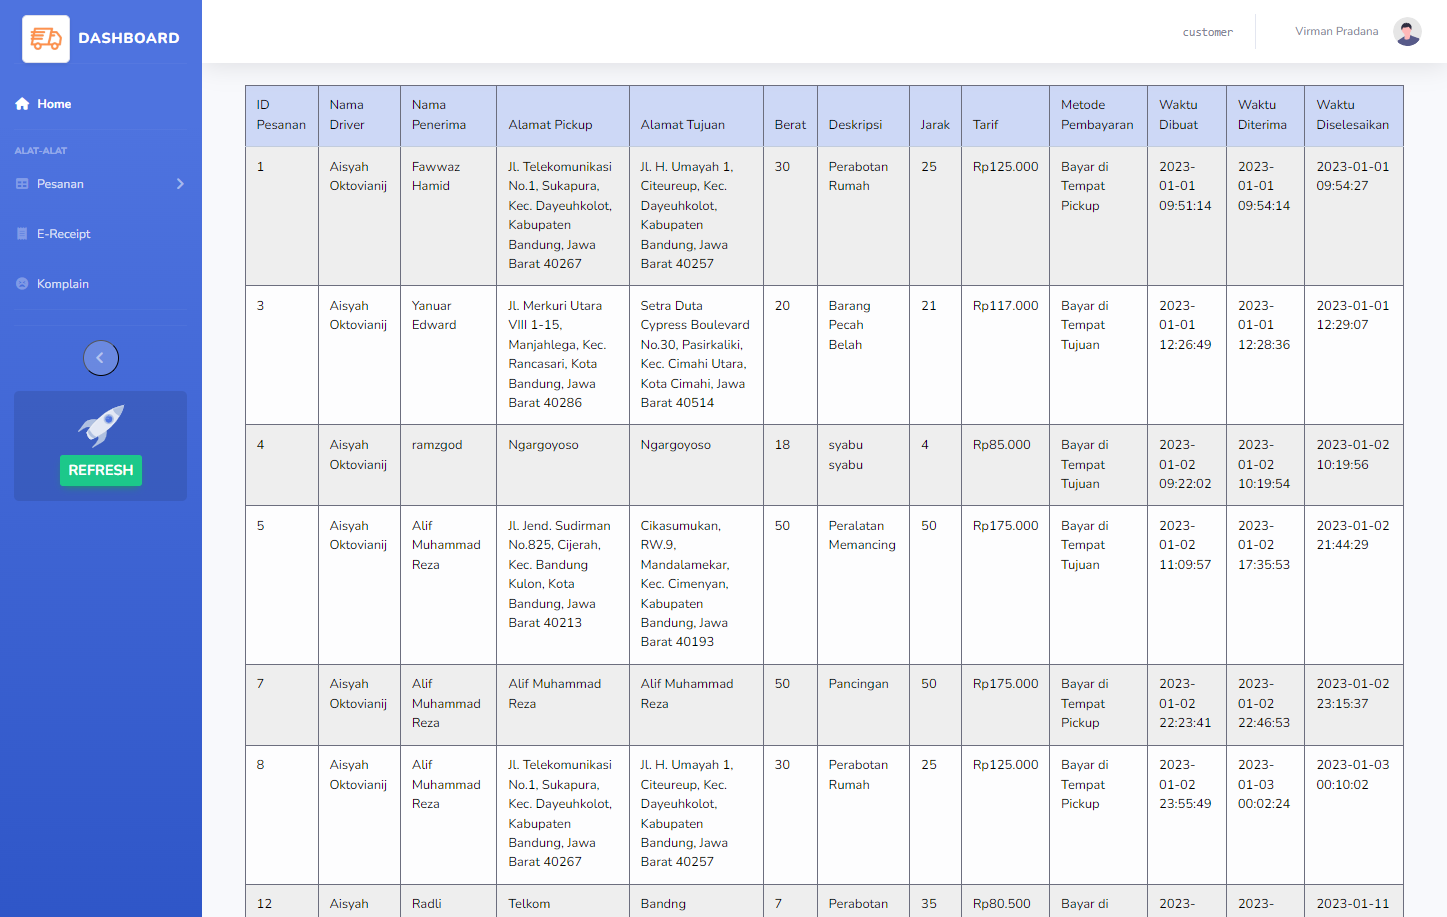 DASHBOARD
customer
Virman Pradana
Home
ALAT-ALAT
Pesanan
E-Receipt
Komplain
REFRESH
ID Pesanan
Nama Driver
Nama Penerima
Alamat Pickup
Alamat Tujuan
Berat
Deskripsi
Jarak
Tarif
Metode Pembayaran
Waktu Dibuat
Waktu Diterima
Waktu Diselesaikan
1
Aisyah
Oktovianij
Fawwaz
Hamid
Jl. Telekomunikasi
No.1, Sukapura,
Kec. Dayeuhkolot,
Kabupaten
Bandung, Jawa
Barat 40267
Jl. H. Umayah 1,
Citeureup, Kec.
Dayeuhkolot,
Kabupaten
Bandung, Jawa
Barat 40257
30
Perabotan
Rumah
25
Rp125.000
Bayar di
Tempat
Pickup
2023-
01-01
09:51:14
2023-
01-01
09:54:14
2023-01-01
09:54:27
3
Aisyah
Oktovianij
Yanuar
Edward
Jl. Merkuri Utara
VIII 1-15,
Manjahlega, Kec.
Rancasari, Kota
Bandung, Jawa
Barat 40286
Setra Duta
Cypress Boulevard
No.30, Pasirkaliki,
Kec. Cimahi Utara,
Kota Cimahi, Jawa
Barat 40514
20
Barang
Pecah
Belah
21
Rp117.000
Bayar di
Tempat
Tujuan
2023-
01-01
12:26:49
2023-
01-01
12:28:36
2023-01-01
12:29:07
4
Aisyah
Oktovianij
ramzgod
Ngargoyoso
Ngargoyoso
18
syabu
syabu
4
Rp85.000
Bayar di
Tempat
Tujuan
2023-
01-02
09:22:02
2023-
01-02
10:19:54
2023-01-02
10:19:56
5
Aisyah
Oktovianij
Alif
Muhammad
Reza
Jl. Jend. Sudirman
No.825, Cijerah,
Kec. Bandung
Kulon, Kota
Bandung, Jawa
Barat 40213
Cikasumukan,
RW.9,
Mandalamekar,
Kec. Cimenyan,
Kabupaten
Bandung, Jawa
Barat 40193
50
Peralatan
Memancing
50
Rp175.000
Bayar di
Tempat
Tujuan
2023-
01-02
11:09:57
2023-
01-02
17:35:53
2023-01-02
21:44:29
7
Aisyah
Oktovianij
Alif
Muhammad
Reza
Alif Muhammad
Reza
Alif Muhammad
Reza
50
Pancingan
50
Rp175.000
Bayar di
Tempat
Pickup
2023-
01-02
22:23:41
2023-
01-02
22:46:53
2023-01-02
23:15:37
8
Aisyah
Oktovianij
Alif
Muhammad
Reza
Jl. Telekomunikasi
No.1, Sukapura,
Kec. Dayeuhkolot,
Kabupaten
Bandung, Jawa
Barat 40267
Jl. H. Umayah 1,
Citeureup, Kec.
Dayeuhkolot,
Kabupaten
Bandung, Jawa
Barat 40257
30
Perabotan
Rumah
25
Rp125.000
Bayar di
Tempat
Pickup
2023-
01-02
23:55:49
2023-
01-03
00:02:24
2023-01-03
00:10:02
12
Aisyah
Radli
Telkom
Bandng
7
Perabotan
35
Rp80.500
Bayar di
2023-
2023-
2023-01-11